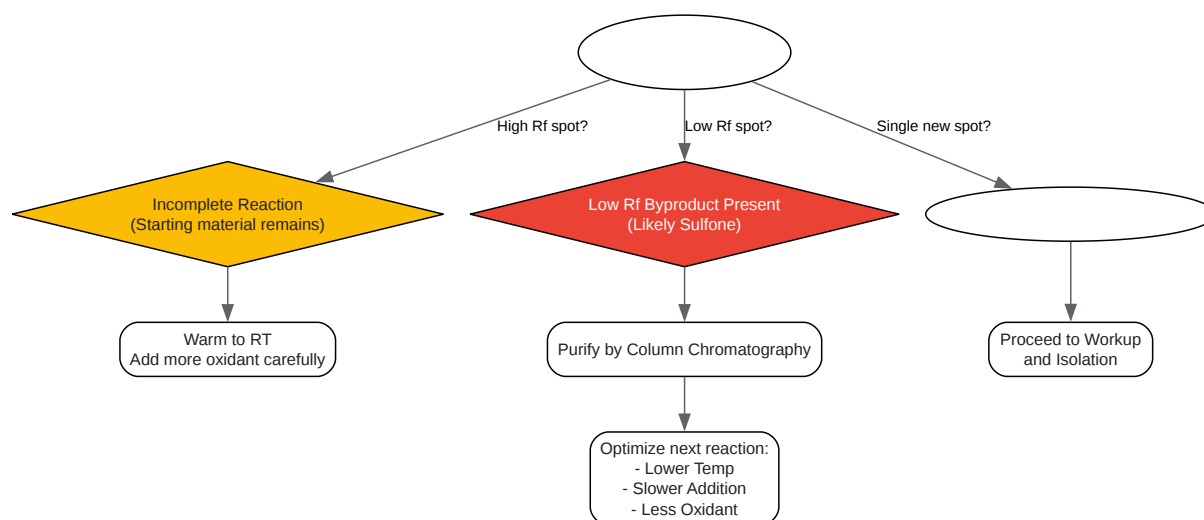 High Rf spot?
Low Rf spot?
Single new spot?
Incomplete Reaction
(Starting material remains)
Low Rf Byproduct Present
(Likely Sulfone)
Warm to RT
Add more oxidant carefully
Purify by Column Chromatography
Proceed to Workup
and Isolation
Optimize next reaction:
- Lower Temp
- Slower Addition
- Less Oxidant